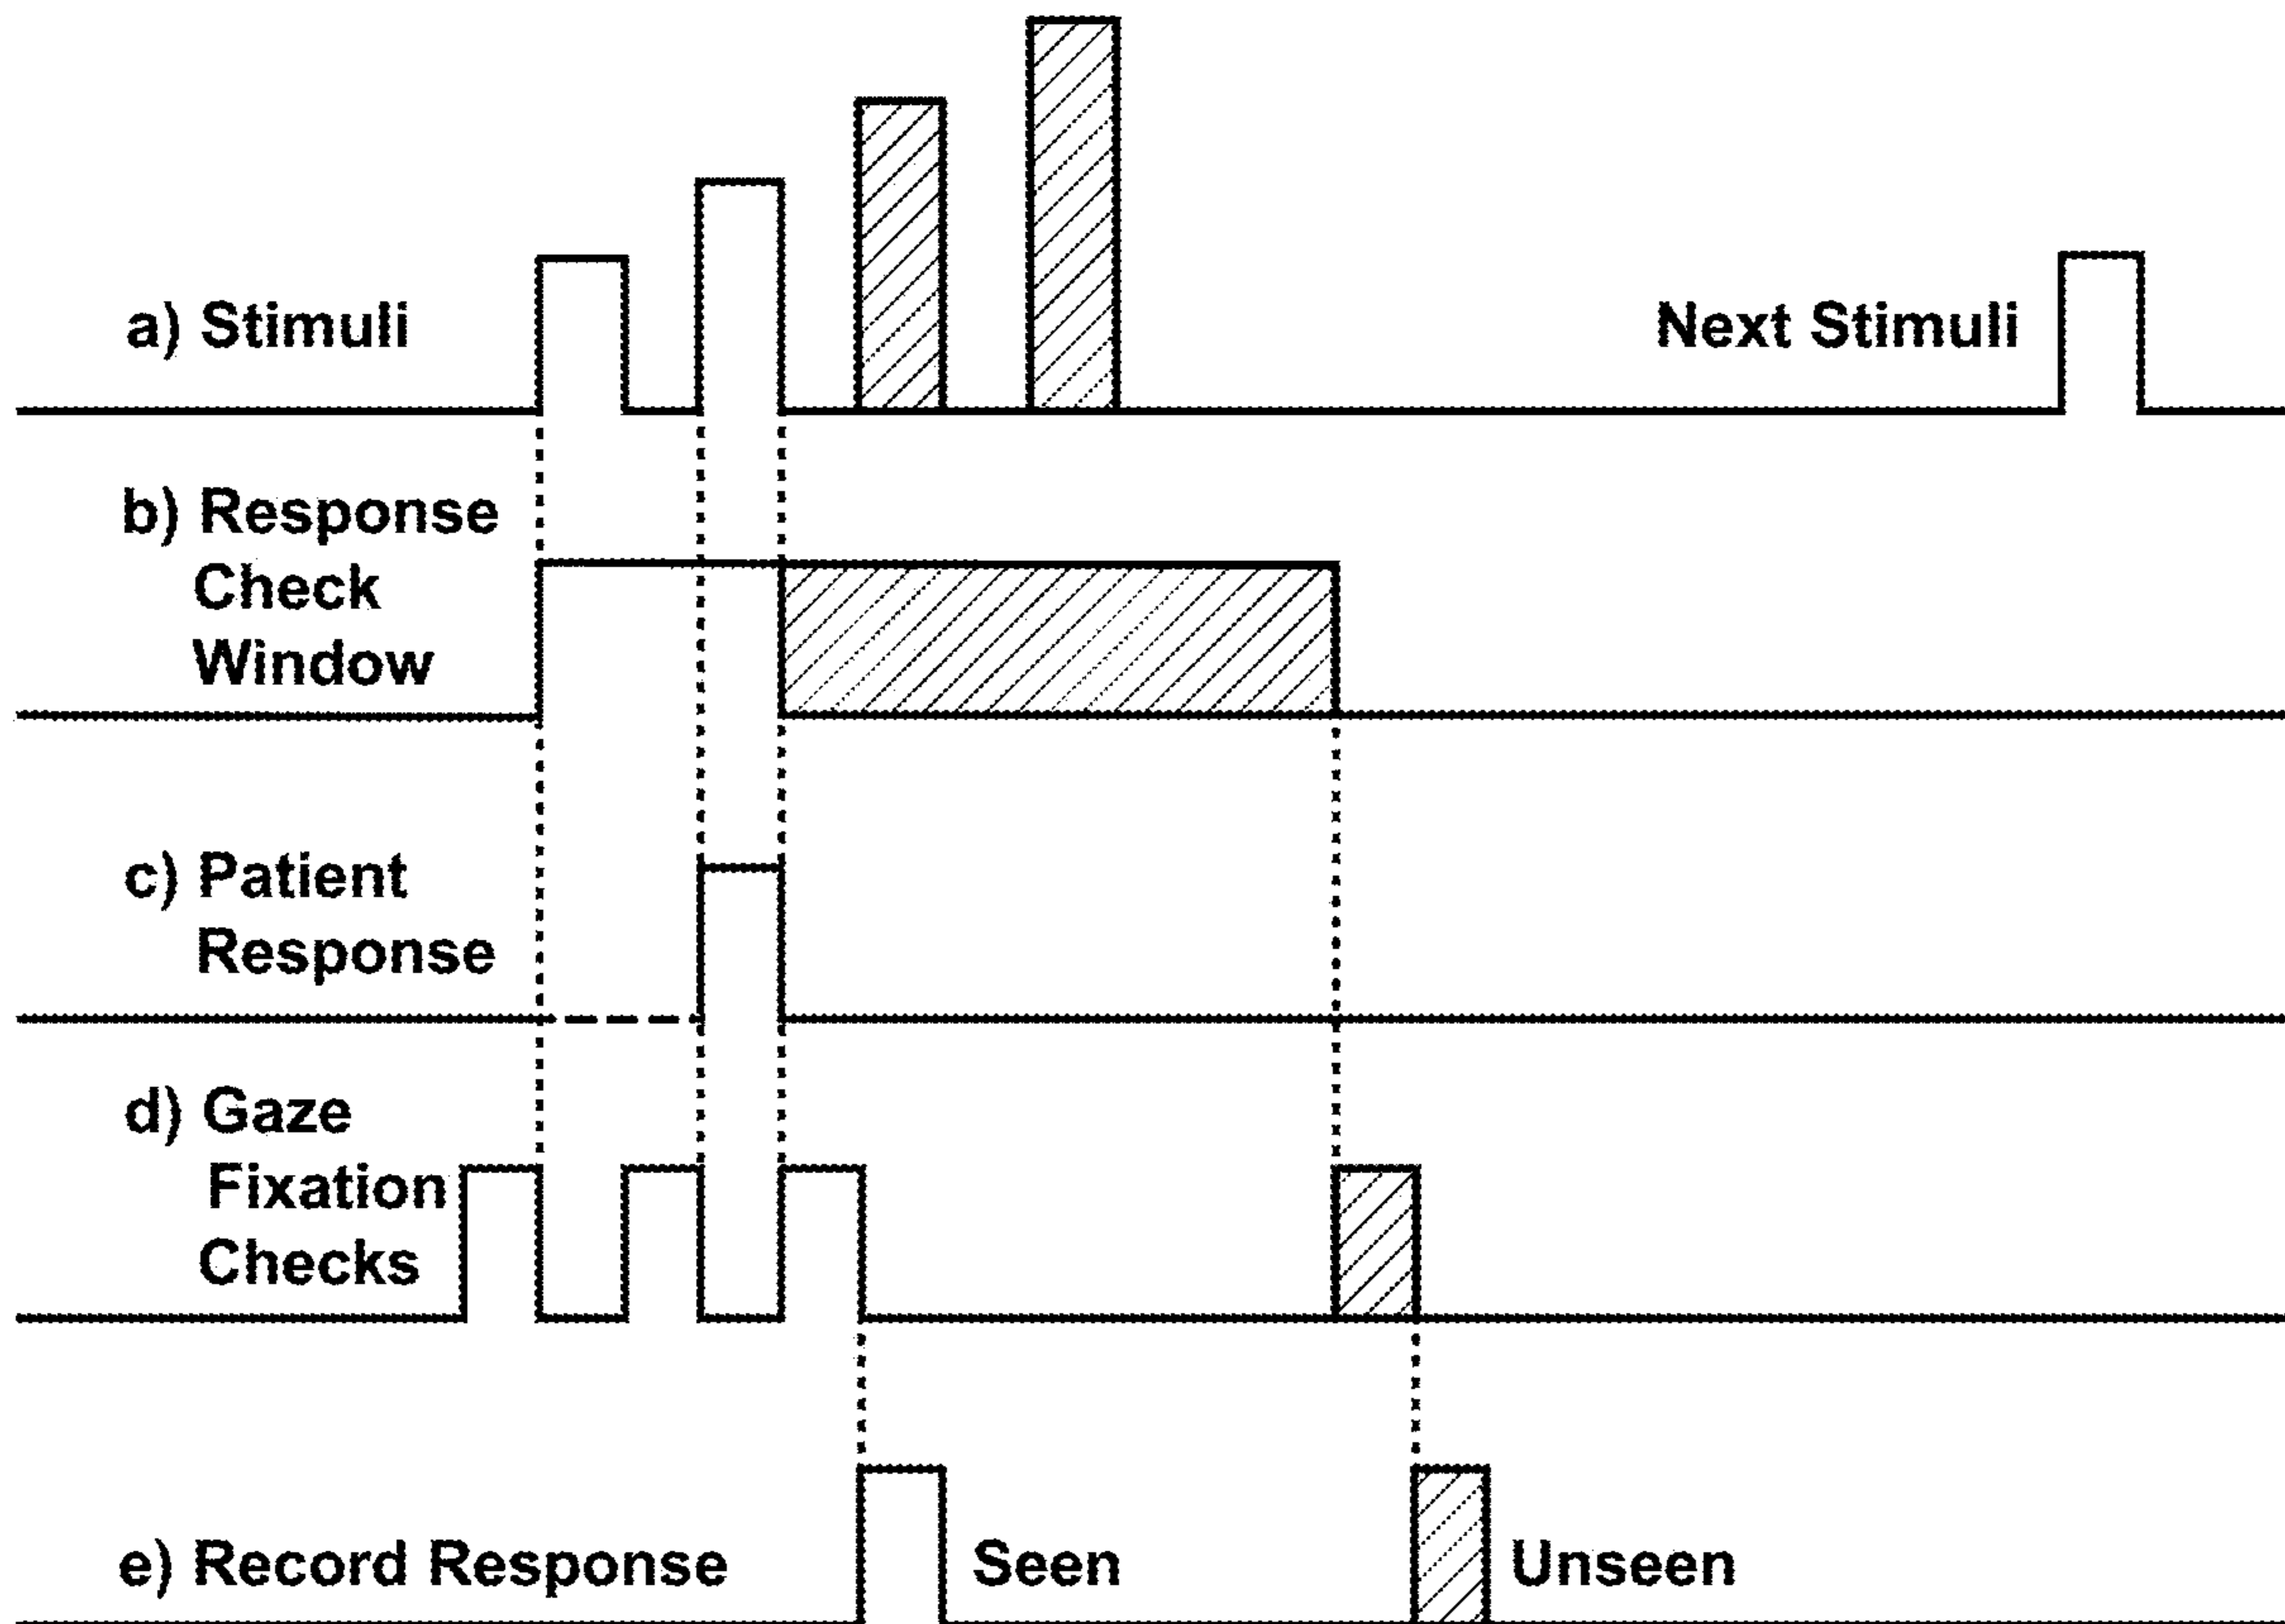 a) Stimuli
Next Stimuli
b) Response
Check
Window
c) Patient
Response
d) Gaze
Fixation
Checks
e) Record Response
Seen
Unseen